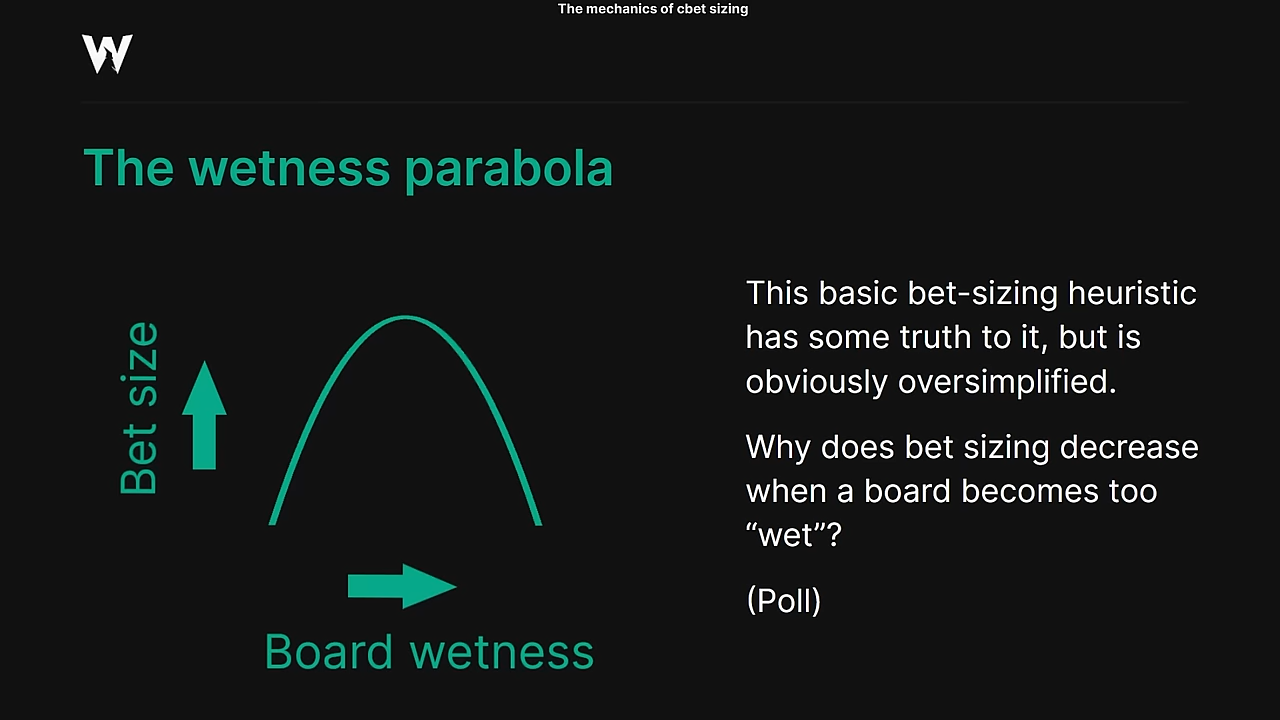 The mechanics of cbet sizing
W
The wetness parabola
Bet size
Board wetness
This basic bet-sizing heuristic
has some truth to it, but is
obviously oversimplified.
Why does bet sizing decrease
when a board becomes too
“wet”?
(Poll)